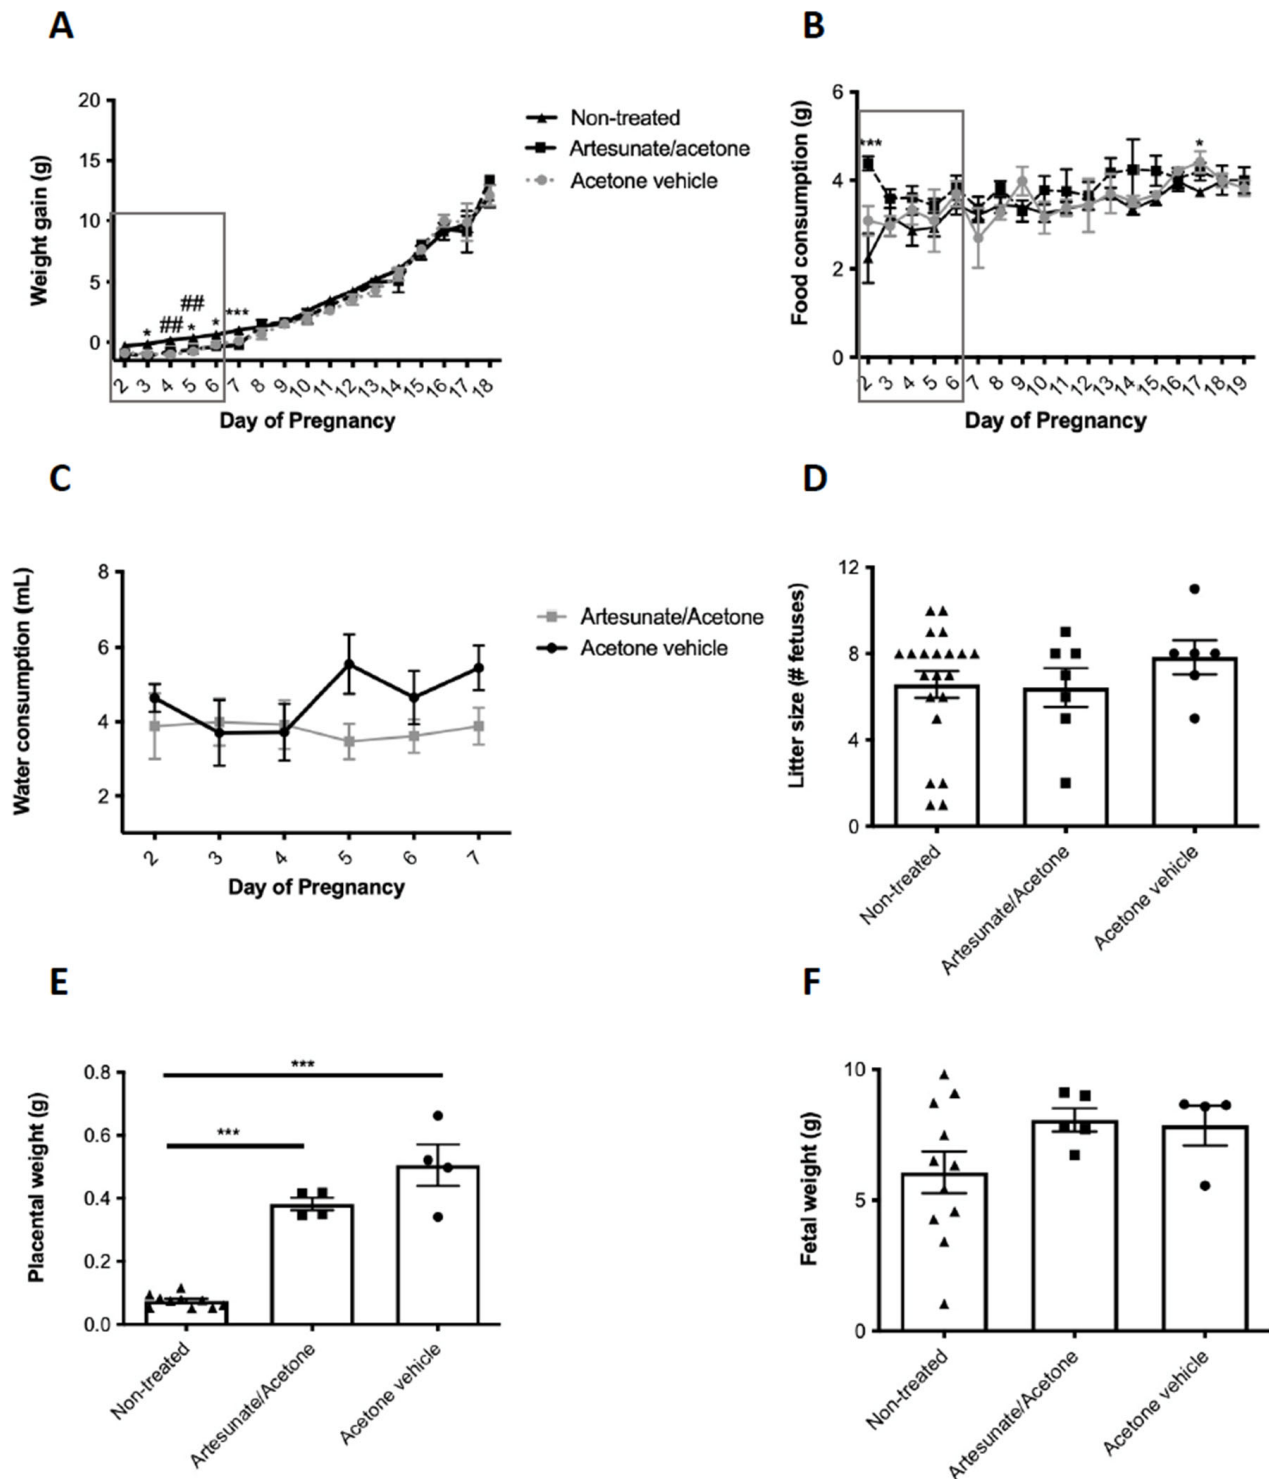 A
Weight gain (g)
20
15
10
5
0
*
##
##
*
*
***
2 3 4 5 6 7 8 9 10 11 12 13 14 15 16 17 18
Day of Pregnancy
Non-treated
Artesunate/acetone
Acetone vehicle
B
Food consumption (g)
6
4
2
0
***
*
2 3 4 5 6 7 8 9 10 11 12 13 14 15 16 17 18 19
Day of Pregnancy
C
Water consumption (mL)
8
6
4
2
2 3 4 5 6 7
Day of Pregnancy
Artesunate/Acetone
Acetone vehicle
D
Litter size (# fetuses)
12
8
4
0
Non-treated
Artesunate/Acetone
Acetone vehicle
E
Placental weight (g)
0.8
0.6
0.4
0.2
0.0
***
***
Non-treated
Artesunate/Acetone
Acetone vehicle
F
Fetal weight (g)
10
5
0
Non-treated
Artesunate/Acetone
Acetone vehicle